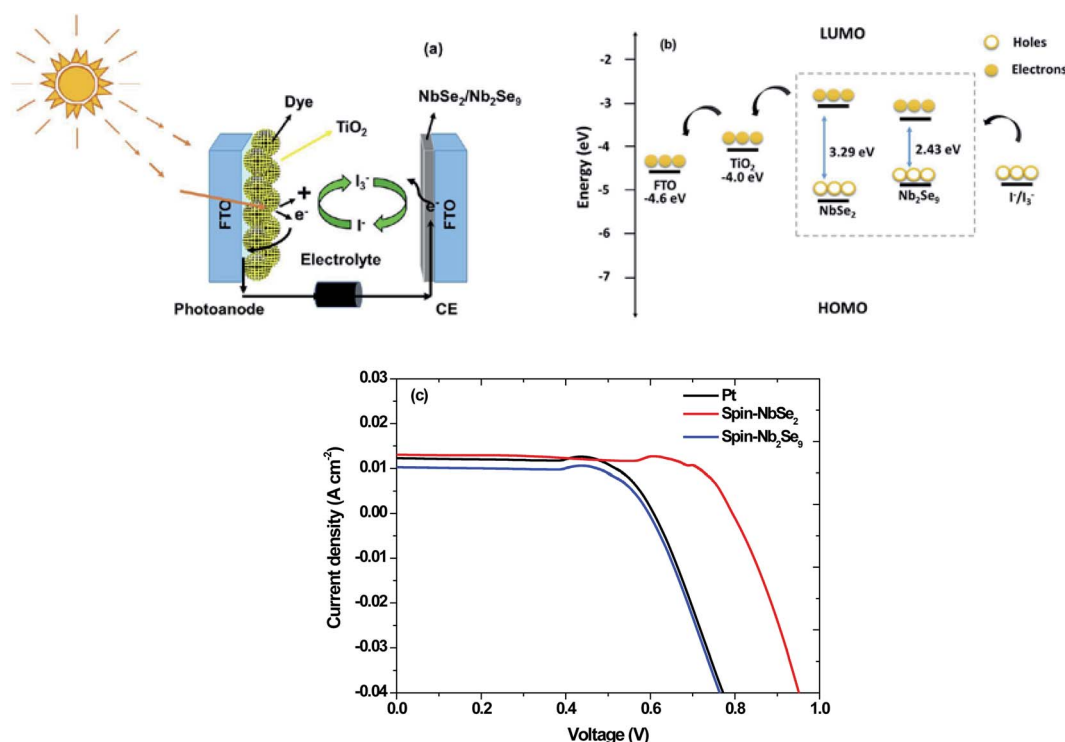 (a)
NbSe₂/Nb₂Se₉
Dye
TiO₂
FTO
+
e⁻
I₃⁻
I⁻
e⁻
FTO
Electrolyte
Photoanode
CE
(b)
LUMO
Holes
Electrons
Energy (eV)
-2
-3
-4
-5
-6
-7
FTO
-4.6 eV
TiO₂
-4.0 eV
3.29 eV
NbSe₂
2.43 eV
Nb₂Se₉
I⁻/I₃⁻
HOMO
(c)
Pt
Spin-NbSe₂
Spin-Nb₂Se₉
Current density (A cm⁻²)
0.03
0.02
0.01
0.00
-0.01
-0.02
-0.03
-0.04
0.0 0.2 0.4 0.6 0.8 1.0
Voltage (V)